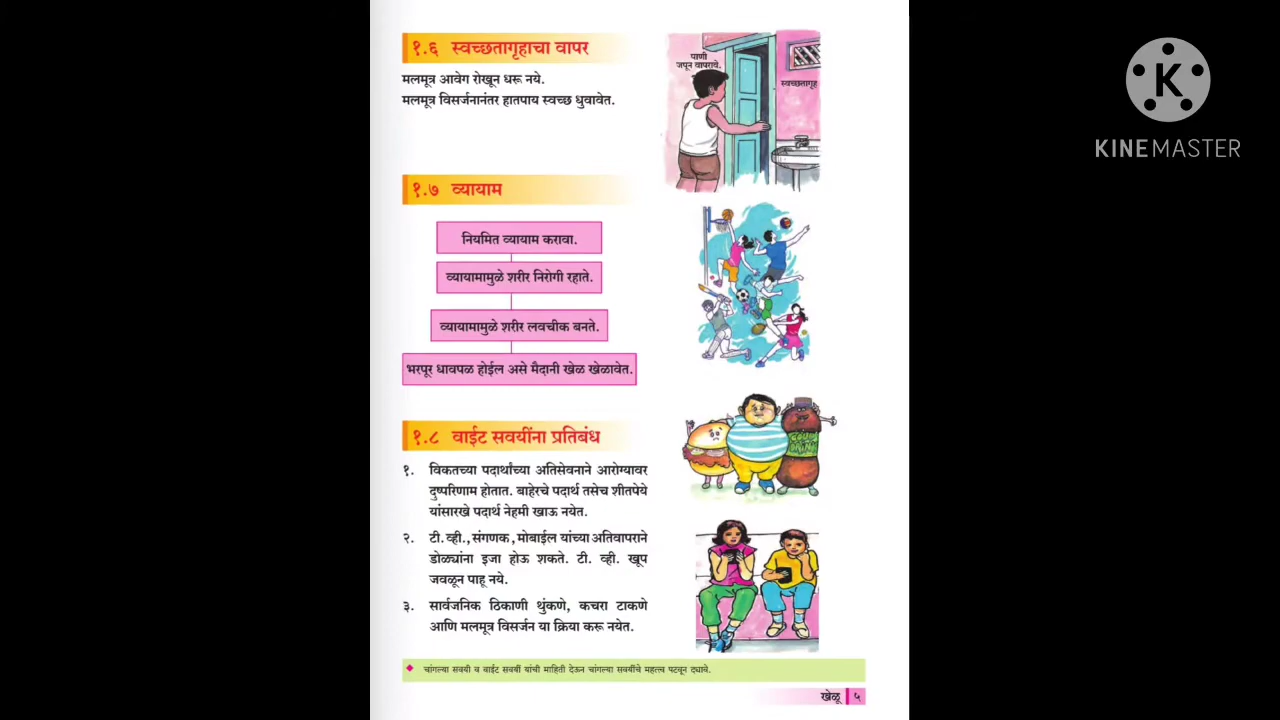 १.६ स्वच्छतागृहाचा वापर
मलमूत्र आवेग रोखून धरू नये.
मलमूत्र विसर्जनानंतर हातपाय स्वच्छ धुवावेत.
पाणी
जपून वापरावे.
स्वच्छतागृह
१.७ व्यायाम
नियमित व्यायाम करावा.
व्यायामामुळे शरीर निरोगी रहाते.
व्यायामामुळे शरीर लवचीक बनते.
भरपूर धावपळ होईल असे मैदानी खेळ खेळावेत.
१.८ वाईट सवयींना प्रतिबंध
१. विकतच्या पदार्थांच्या अतिसेवनाने आरोग्यावर
दुष्परिणाम होतात. बाहेरचे पदार्थ तसेच शीतपेये
यांसारखे पदार्थ नेहमी खाऊ नयेत.
COLD
DRINK
२. टी.व्ही., संगणक, मोबाईल यांच्या अतिवापराने
डोळ्यांना इजा होऊ शकते. टी. व्ही. खूप
जवळून पाहू नये.
३. सार्वजनिक ठिकाणी थुंकणे, कचरा टाकणे
आणि मलमूत्र विसर्जन या क्रिया करू नयेत.
चांगल्या सवयी व वाईट सवयीं यांची माहिती देऊन चांगल्या सवयींचे महत्त्व पटवून द्यावे.
खेळू ५
K
KINEMASTER